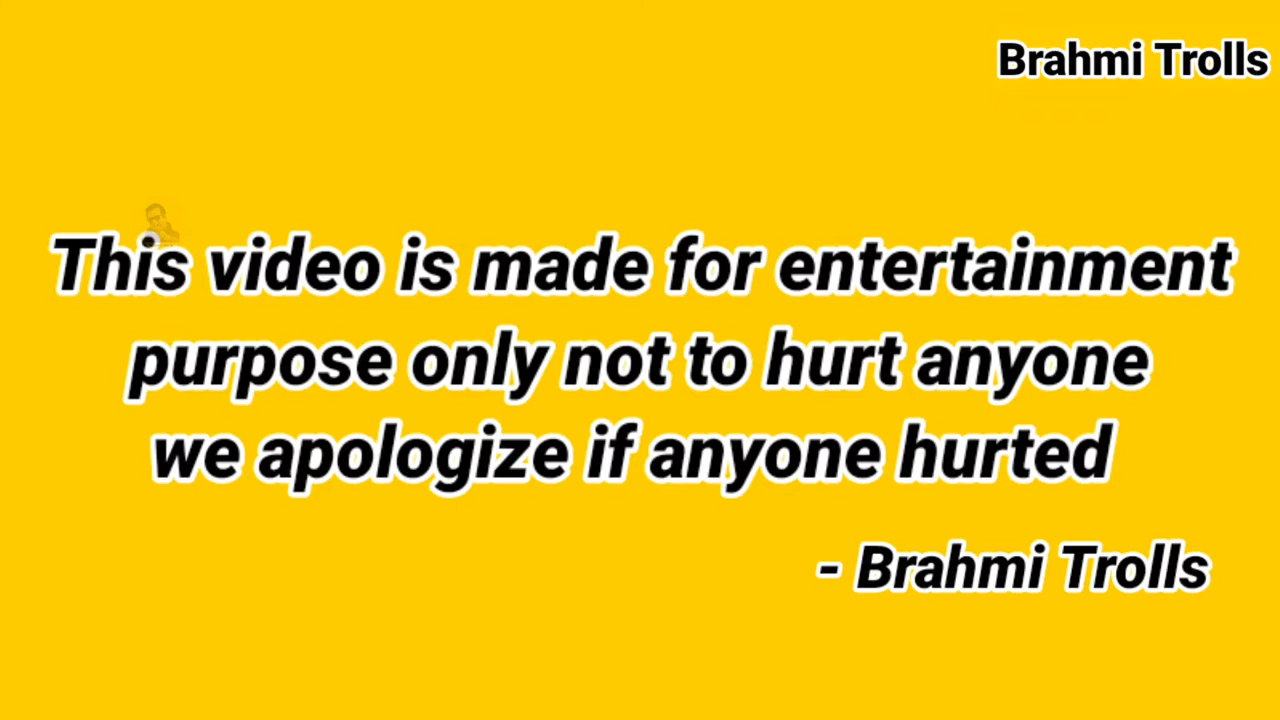 Brahmi Trolls
This video is made for entertainment
purpose only not to hurt anyone
we apologize if anyone hurted
- Brahmi Trolls